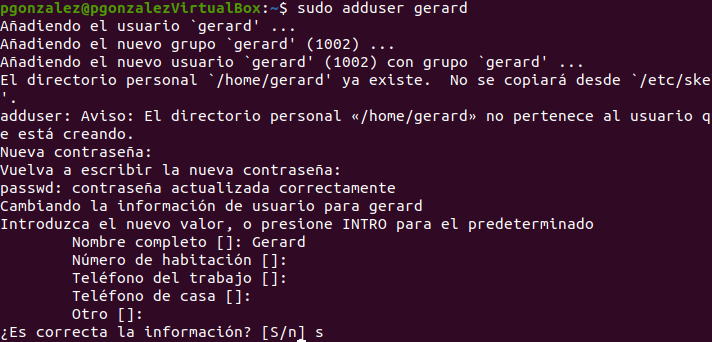 pgonzalez@pgonzalezVirtualBox:~$ sudo adduser gerard
Añadiendo el usuario `gerard' ...
Añadiendo el nuevo grupo `gerard' (1002) ...
Añadiendo el nuevo usuario `gerard' (1002) con grupo `gerard' ...
El directorio personal `/home/gerard' ya existe.  No se copiará desde `/etc/ske
'.
adduser: Aviso: El directorio personal «/home/gerard» no pertenece al usuario q
e está creando.
Nueva contraseña:
Vuelva a escribir la nueva contraseña:
passwd: contraseña actualizada correctamente
Cambiando la información de usuario para gerard
Introduzca el nuevo valor, o presione INTRO para el predeterminado
Nombre completo []: Gerard
Número de habitación []:
Teléfono del trabajo []:
Teléfono de casa []:
Otro []:
¿Es correcta la información? [S/n] s